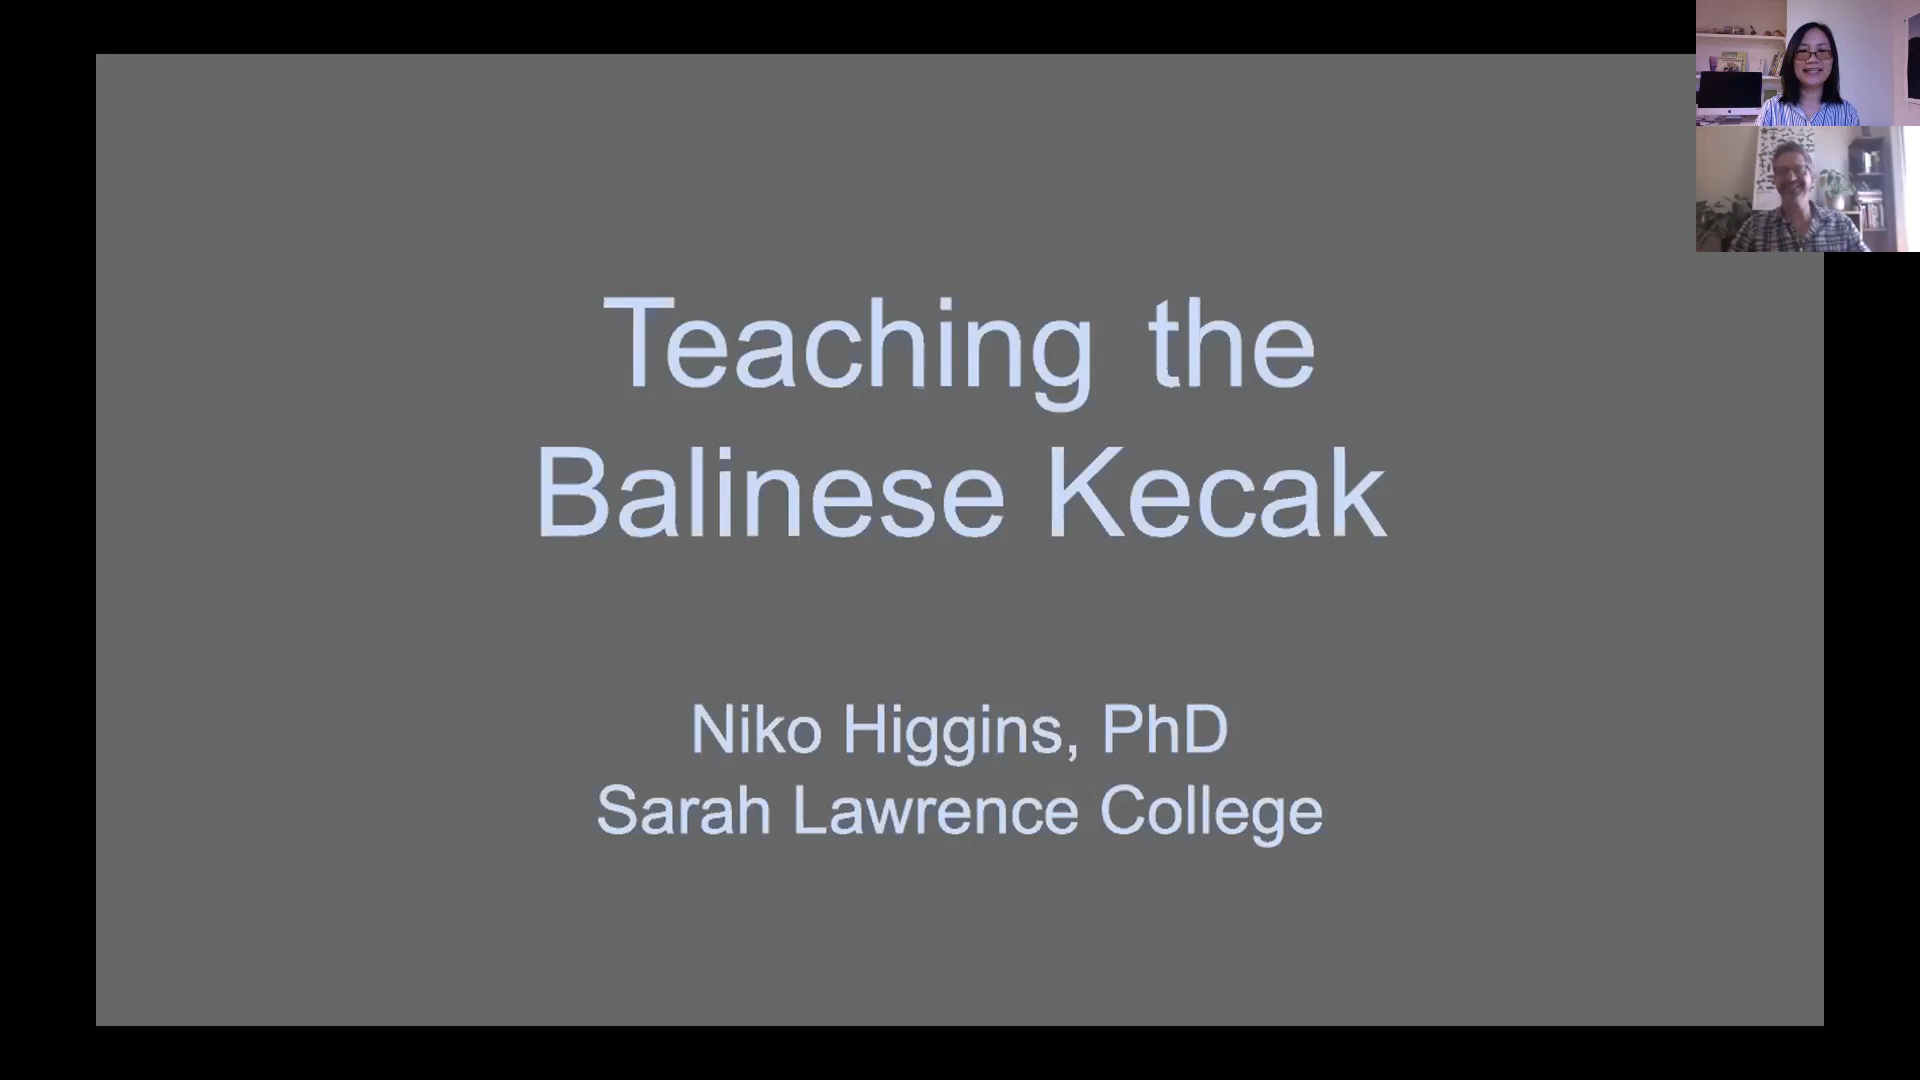 Teaching the
Balinese Kecak
Niko Higgins, PhD
Sarah Lawrence College